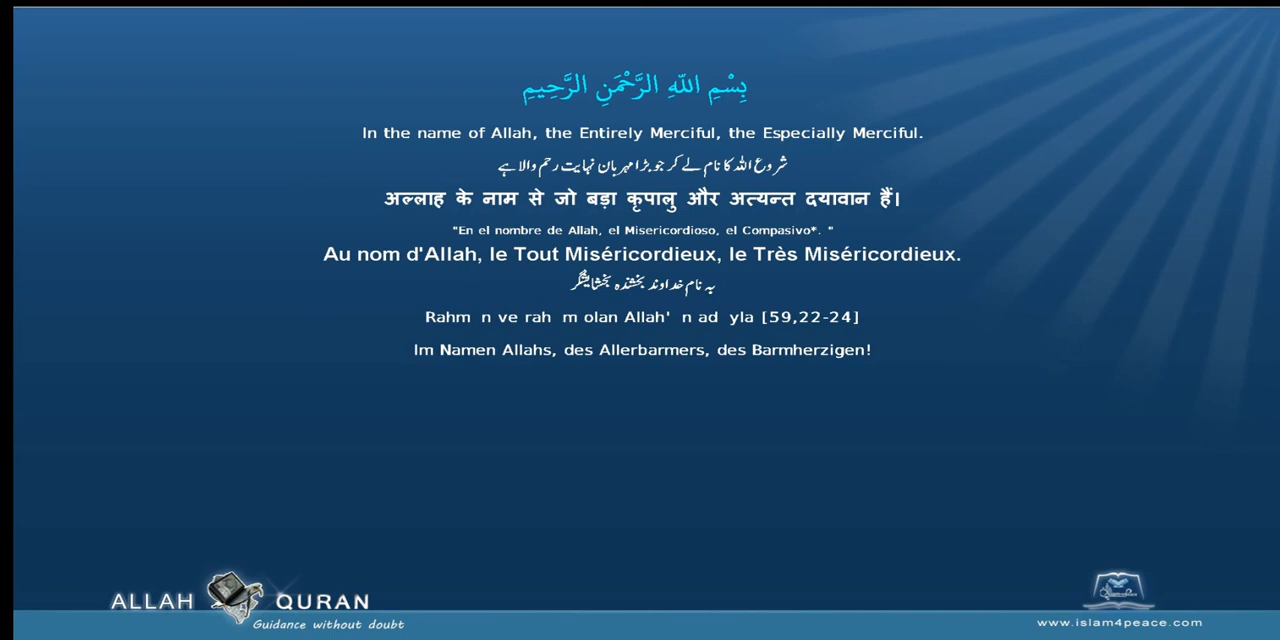 بِسْمِ اللَّهِ الرَّحْمَنِ الرَّحِيمِ
In the name of Allah, the Entirely Merciful, the Especially Merciful.
شروع الله کا نام لے کر جو بڑا مہربان نہایت رحم والا ہے
अल्लाह के नाम से जो बड़ा कृपालु और अत्यन्त दयावान हैं।
"En el nombre de Allah, el Misericordioso, el Compasivo*. "
Au nom d'Allah, le Tout Miséricordieux, le Très Miséricordieux.
به نام خداوند بخشنده بخشایشگر
Rahm n ve rah m olan Allah' n ad yla [59,22-24]
Im Namen Allahs, des Allerbarmers, des Barmherzigen!
ALLAH QURAN
Guidance without doubt
www.islam4peace.com